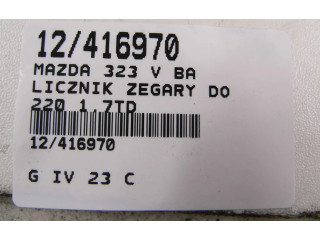 12/416970
MAZDA 323 V BA
LICZNIK ZEGARY DO
220 1,7TD
12/416970
G IV 23 C